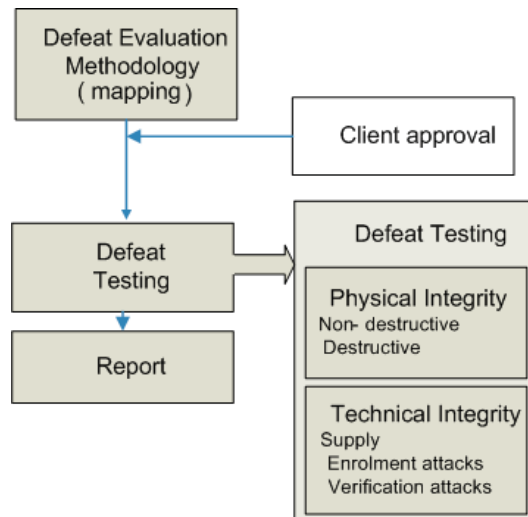 Defeat Evaluation
Methodology
( mapping )
Client approval
Defeat
Testing
Report
Defeat Testing
Physical Integrity
Non- destructive
Destructive
Technical Integrity
Supply
Enrolment attacks
Verification attacks